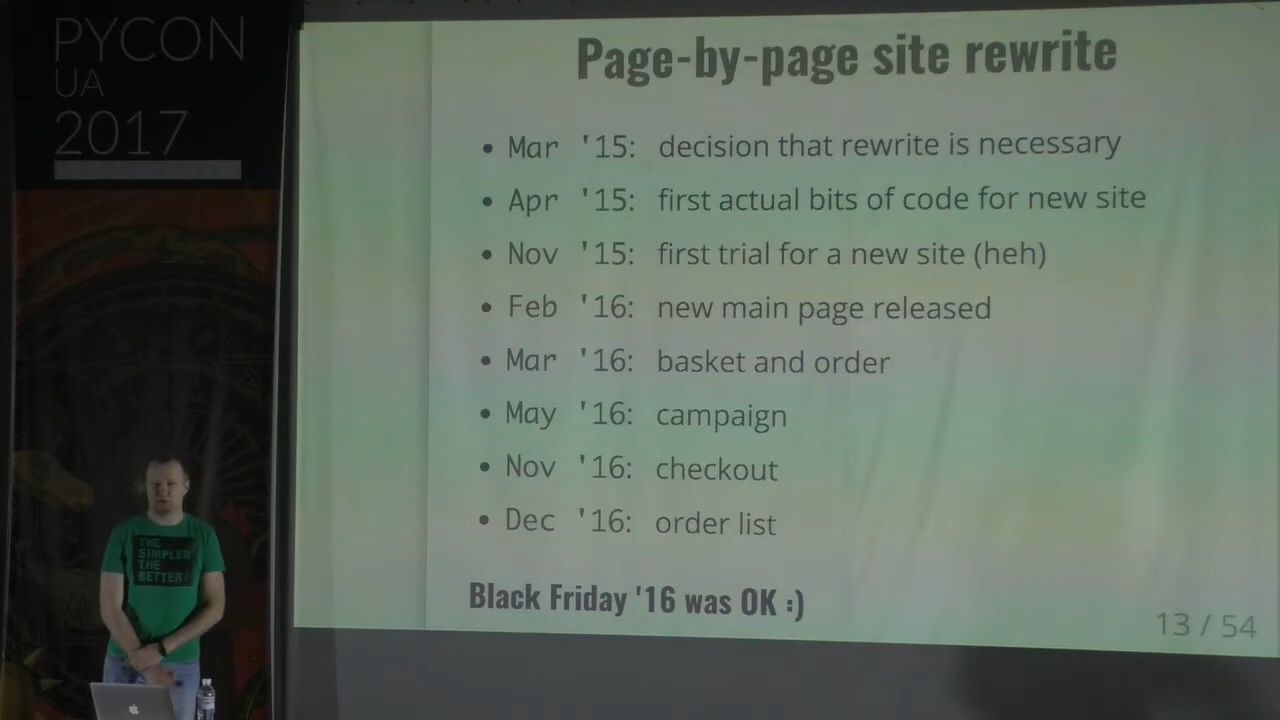 PYCON
UA
2017
Page-by-page site rewrite
• Mar '15: decision that rewrite is necessary
• Apr '15: first actual bits of code for new site
• Nov '15: first trial for a new site (heh)
• Feb '16: new main page released
• Mar '16: basket and order
• May '16: campaign
• Nov '16: checkout
• Dec '16: order list
Black Friday '16 was OK :)
13 / 54
THE
SIMPLER
THE
BETTER!